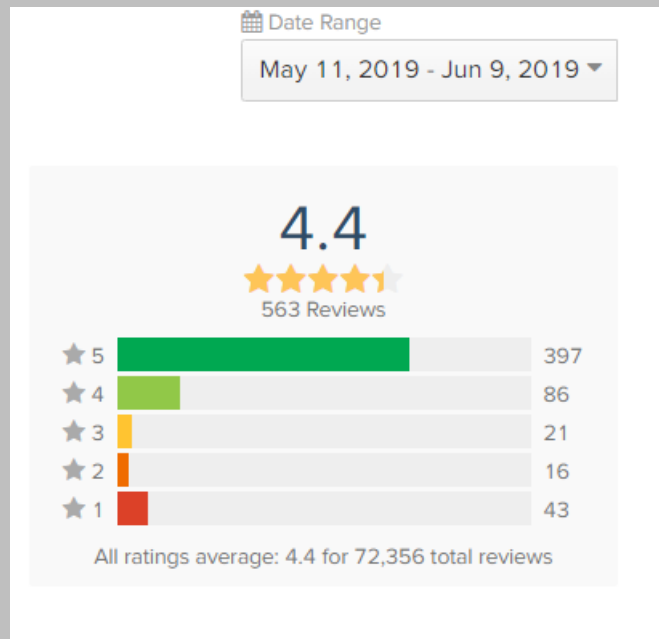 Date Range
May 11, 2019 - Jun 9, 2019
4.4
563 Reviews
5 397
4 86
3 21
2 16
1 43
All ratings average: 4.4 for 72,356 total reviews